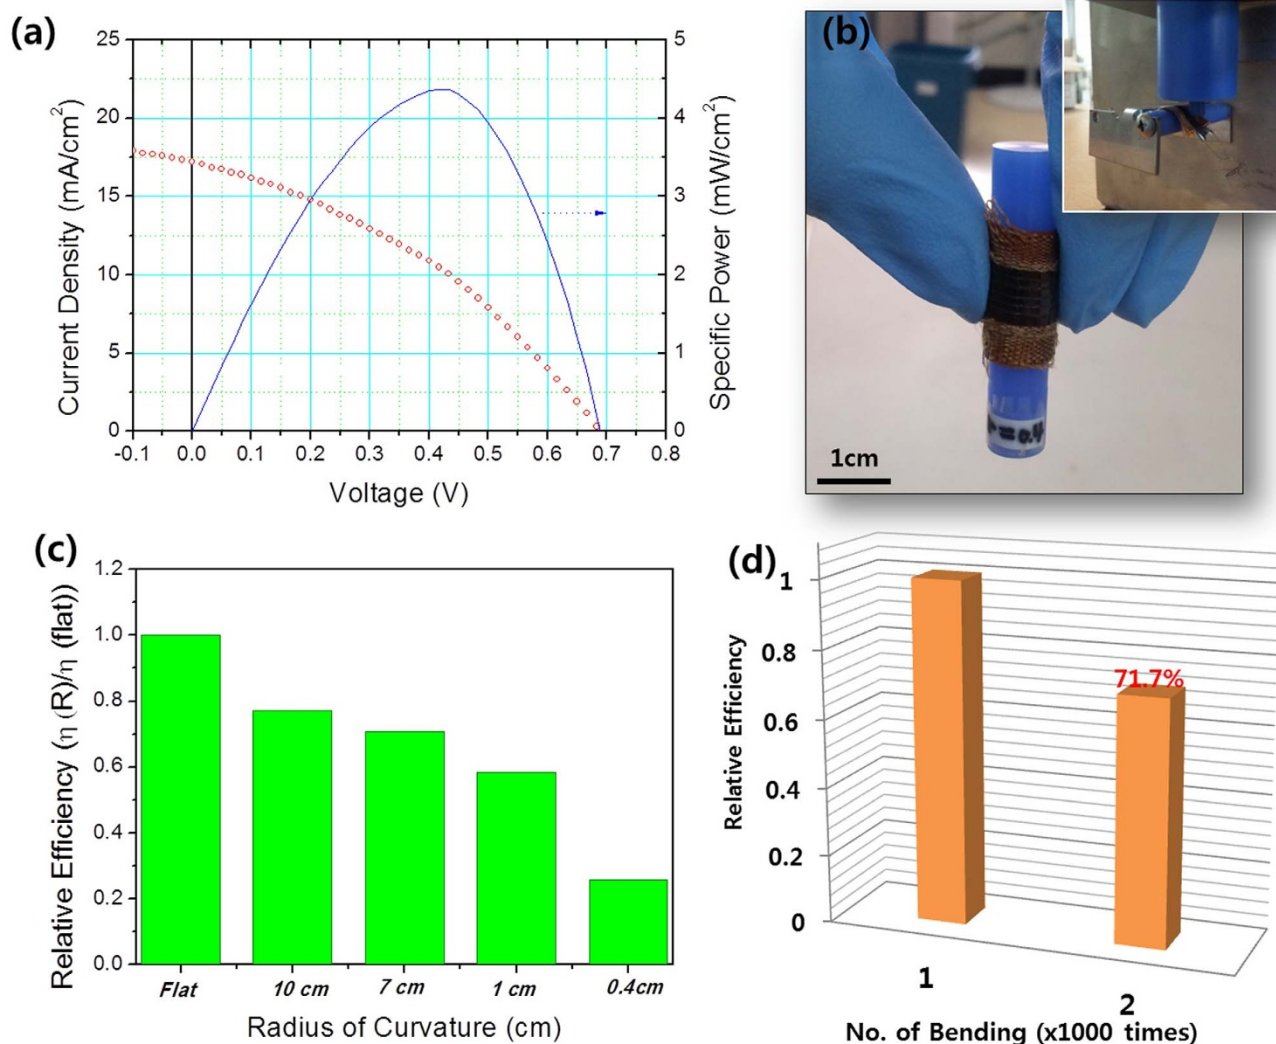 (a)
25
20
15
10
5
0
Current Density (mA/cm²)
5
4
3
2
1
0
Specific Power (mW/cm²)
-0.1 0.0 0.1 0.2 0.3 0.4 0.5 0.6 0.7 0.8
Voltage (V)
(b)
=0.4
1cm
(c)
1.2
1.0
0.8
0.6
0.4
0.2
0.0
Relative Efficiency (η (R)/η (flat))
Flat 10 cm 7 cm 1 cm 0.4cm
Radius of Curvature (cm)
(d)
1
0.8
0.6
0.4
0.2
0
Relative Efficiency
71.7%
1
2
No. of Bending (x1000 times)